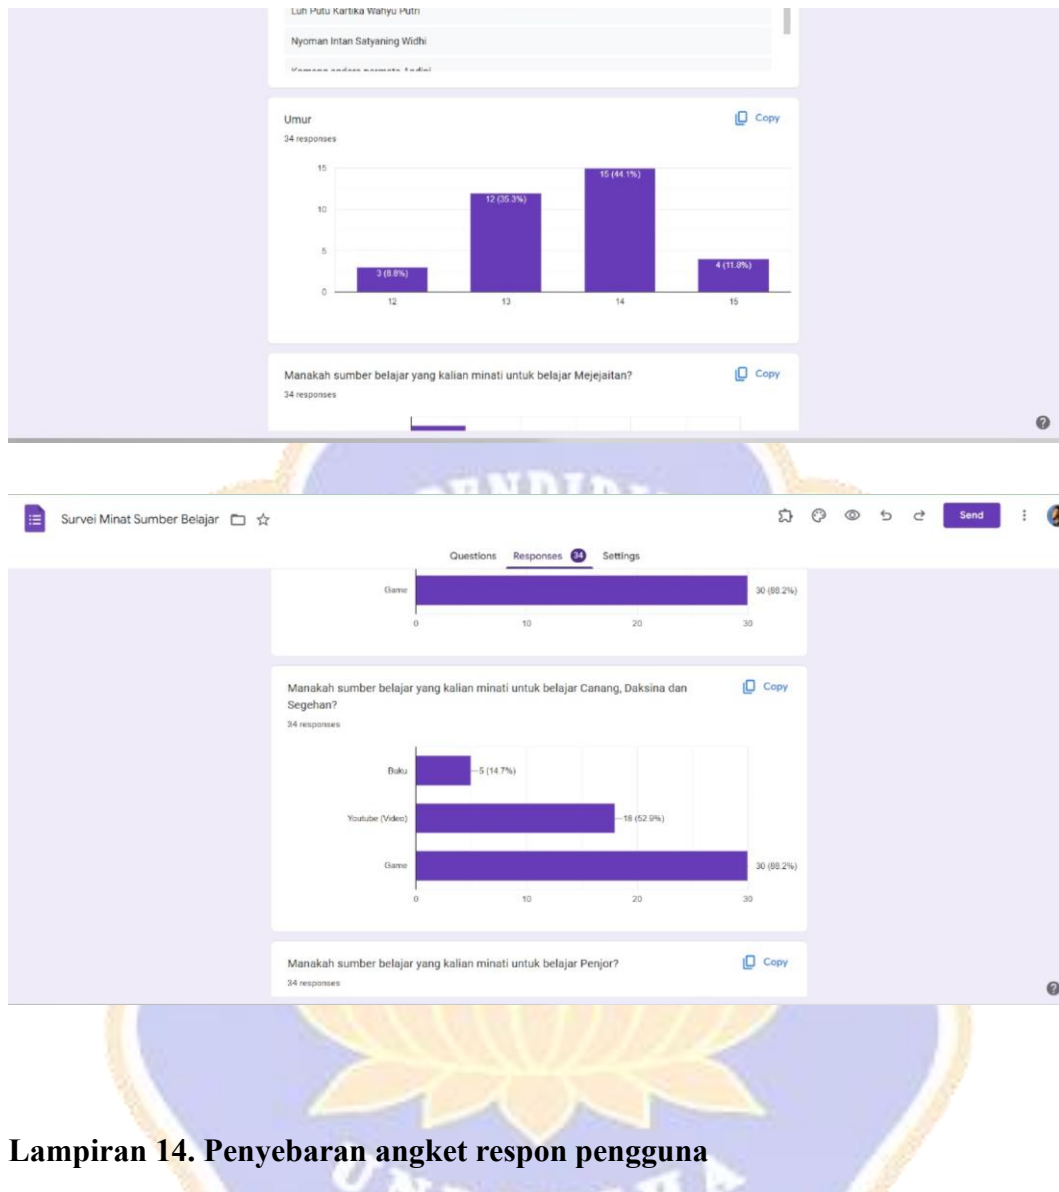 Luh Putu Kartika Wahyu Putri
Nyoman Intan Satyaning Widhi
Umur
Copy
34 responses
15
10
5
0
3 (8.8%)
12 (35.3%)
15 (44.1%)
4 (11.8%)
12
13
14
15
Manakah sumber belajar yang kalian minati untuk belajar Mejejaitan?
Copy
34 responses
PENDIDI
Survei Minat Sumber Belajar
Send
Questions
Responses
34
Settings
Game
30 (88.2%)
0
10
20
30
Manakah sumber belajar yang kalian minati untuk belajar Canang, Daksina dan
Segehan?
Copy
34 responses
Buku
5 (14.7%)
Youtube (Video)
18 (52.9%)
Game
30 (88.2%)
0
10
20
30
Manakah sumber belajar yang kalian minati untuk belajar Penjor?
Copy
34 responses
Lampiran 14. Penyebaran angket respon pengguna